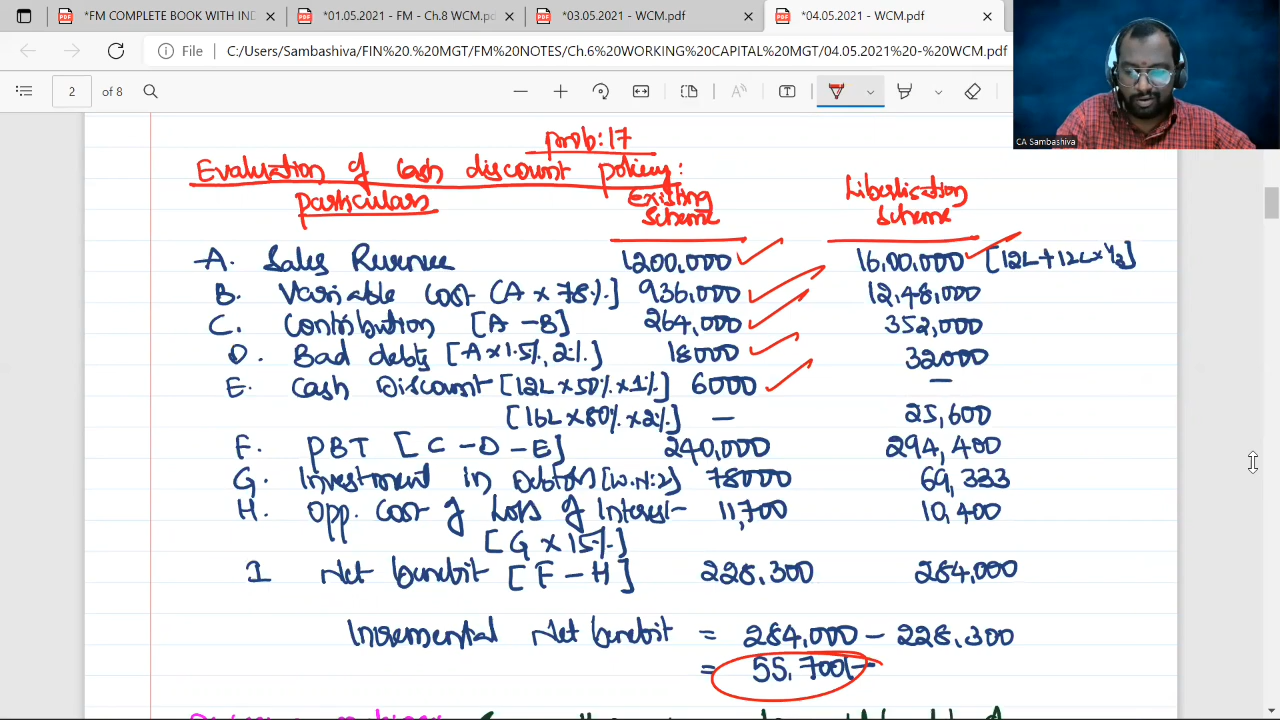 *FM COMPLETE BOOK WITH IND
*01.05.2021 - FM - Ch.8 WCM.pd
*03.05.2021 - WCM.pdf
*04.05.2021 - WCM.pdf
File C:/Users/Sambashiva/FIN%20.%20MGT/FM%20NOTES/Ch.6%20WORKING%20CAPITAL%20MGT/04.05.2021%20-%20WCM.pdf
2 of 8
CA Sambashiva
prob:17
Evaluation of Cash discount policy:
particulars Existing Scheme Liberlisation Scheme
A. Sales Revenue 1200,000 16,00,000 [12L+12L×1/3]
B. Variable cost (A × 78%] 936,000 12,48,000
C. Contribution [A - B] 264,000 352,000
D. Bad debts [A×1.5%, 2%] 18000 32000
E. Cash Discount [12L×50%×1%] 6000 —
[16L×80%×2%] — 25,600
F. PBT [C - D - E] 240,000 294,400
G. Investment in Debtors [W.N:2) 78000 69,333
H. Opp. Cost of Loss of Interest- 11,700 10,400
[G × 15%]
I Net benefit [F - H] 228,300 284,000
Incremental Net benefit = 284,000 - 228,300
= 55,700/-